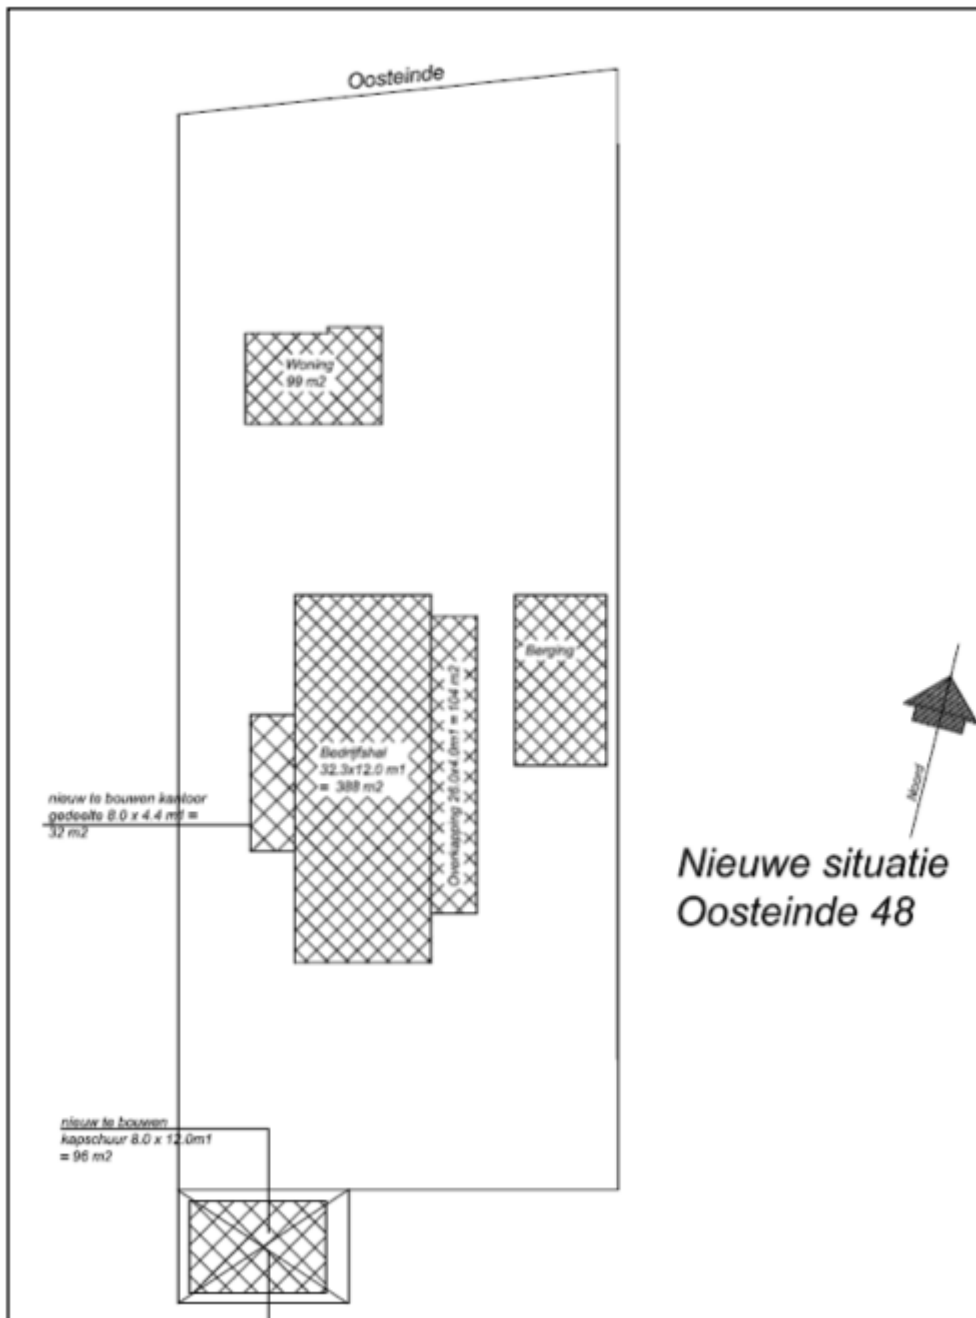 Oosteinde
Woning
99 m2
Berging
Bedrijfshal
32.3x12.0 m1
= 388 m2
Overkapping 26.0x4.0m1 = 104 m2
nieuw te bouwen kantoor
gedeelte 8.0 x 4.4 m1 =
32 m2
Noord
Nieuwe situatie
Oosteinde 48
nieuw te bouwen
kapschuur 8.0 x 12.0m1
= 96 m2